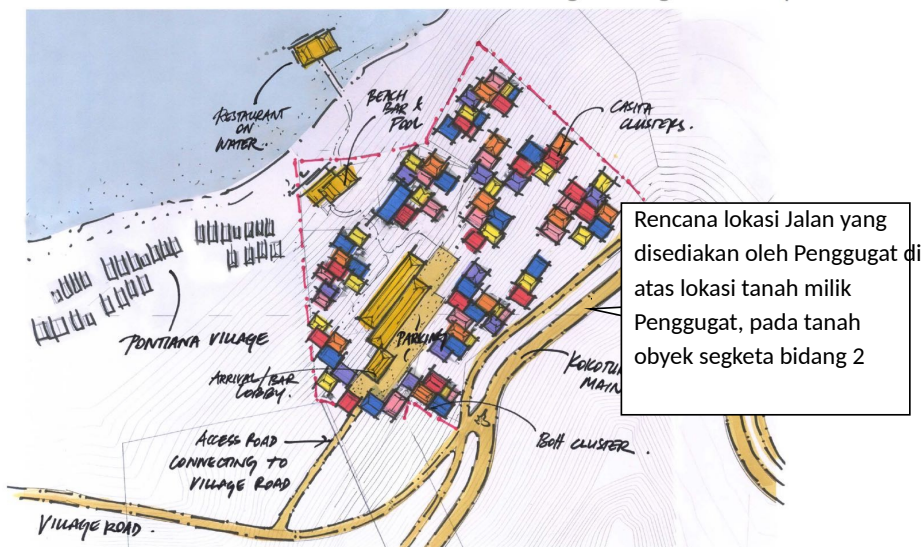 RESTAURANT
ON
WATER.
BEACH
BAR &
POOL
CASITA
CLUSTERS.
Rencana lokasi Jalan yang
disediakan oleh Penggugat di
atas lokasi tanah milik
Penggugat, pada tanah
obyek segketa bidang 2
PONTIANA VILLAGE
PARKING
ARRIVAL/BAR
LOBBY.
MAIN
ACCESS ROAD
CONNECTING TO
VILLAGE ROAD
BOH CLUSTER.
VILLAGE ROAD.